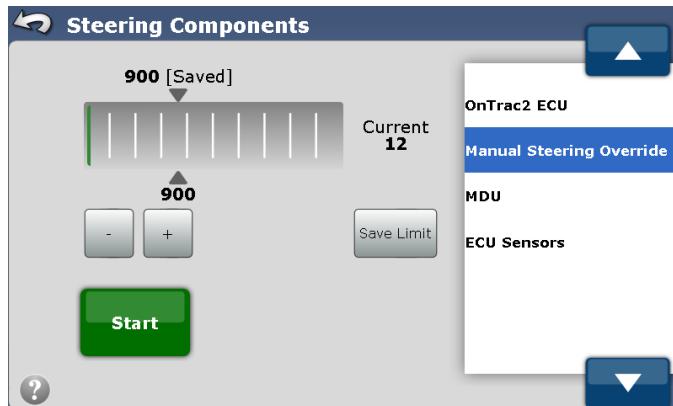 Steering Components
900 [Saved]
Current
12
900
-
+
Save Limit
Start
OnTrac2 ECU
Manual Steering Override
MDU
ECU Sensors
?